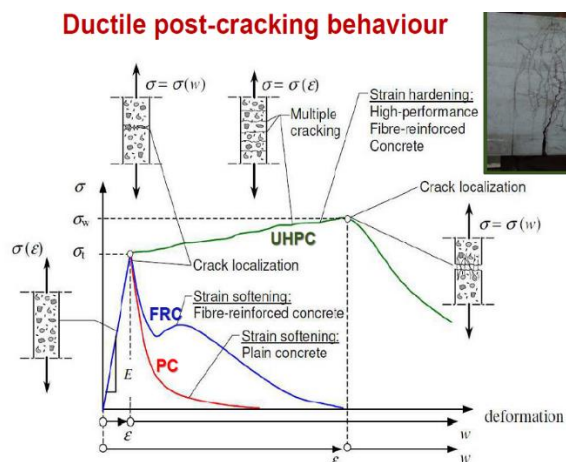 Ductile post-cracking behaviour
σ= σ(w)
σ= σ(ε)
Multiple
cracking
Strain hardening:
High-performance
Fibre-reinforced
Concrete
σ
σw
σt
σ(ε)
UHPC
Crack localization
σ= σ(w)
Crack localization
Strain softening:
Fibre-reinforced concrete
FRC
Strain softening:
Plain concrete
PC
E
deformation
ε
w
ε
w